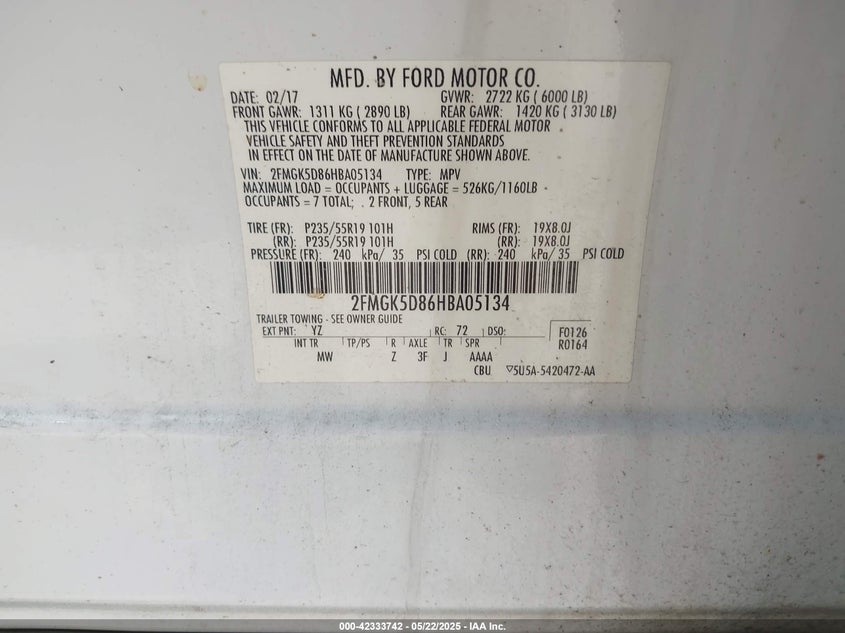 MFD. BY FORD MOTOR CO.
DATE: 02/17 GVWR: 2722 KG ( 6000 LB)
FRONT GAWR: 1311 KG ( 2890 LB) REAR GAWR: 1420 KG ( 3130 LB)
THIS VEHICLE CONFORMS TO ALL APPLICABLE FEDERAL MOTOR
VEHICLE SAFETY AND THEFT PREVENTION STANDARDS
IN EFFECT ON THE DATE OF MANUFACTURE SHOWN ABOVE.
VIN: 2FMGK5D86HBA05134 TYPE: MPV
MAXIMUM LOAD = OCCUPANTS + LUGGAGE = 526KG/1160LB
OCCUPANTS = 7 TOTAL; . 2 FRONT, 5 REAR
TIRE (FR): P235/55R19 101H RIMS (FR): 19X8.0J
(RR): P235/55R19 101H (RR): 19X8.0J
PRESSURE (FR): 240 kPa/ 35 PSI COLD (RR): 240 kPa/ 35 PSI COLD
2FMGK5D86HBA05134
TRAILER TOWING - SEE OWNER GUIDE
EXT PNT: YZ RC: 72 DSO: F0126
INT TR TP/PS R AXLE TR SPR R0164
MW Z 3F J AAAA
CBU ▽5U5A-5420472-AA
000-42333742 - 05/22/2025 - IAA Inc.